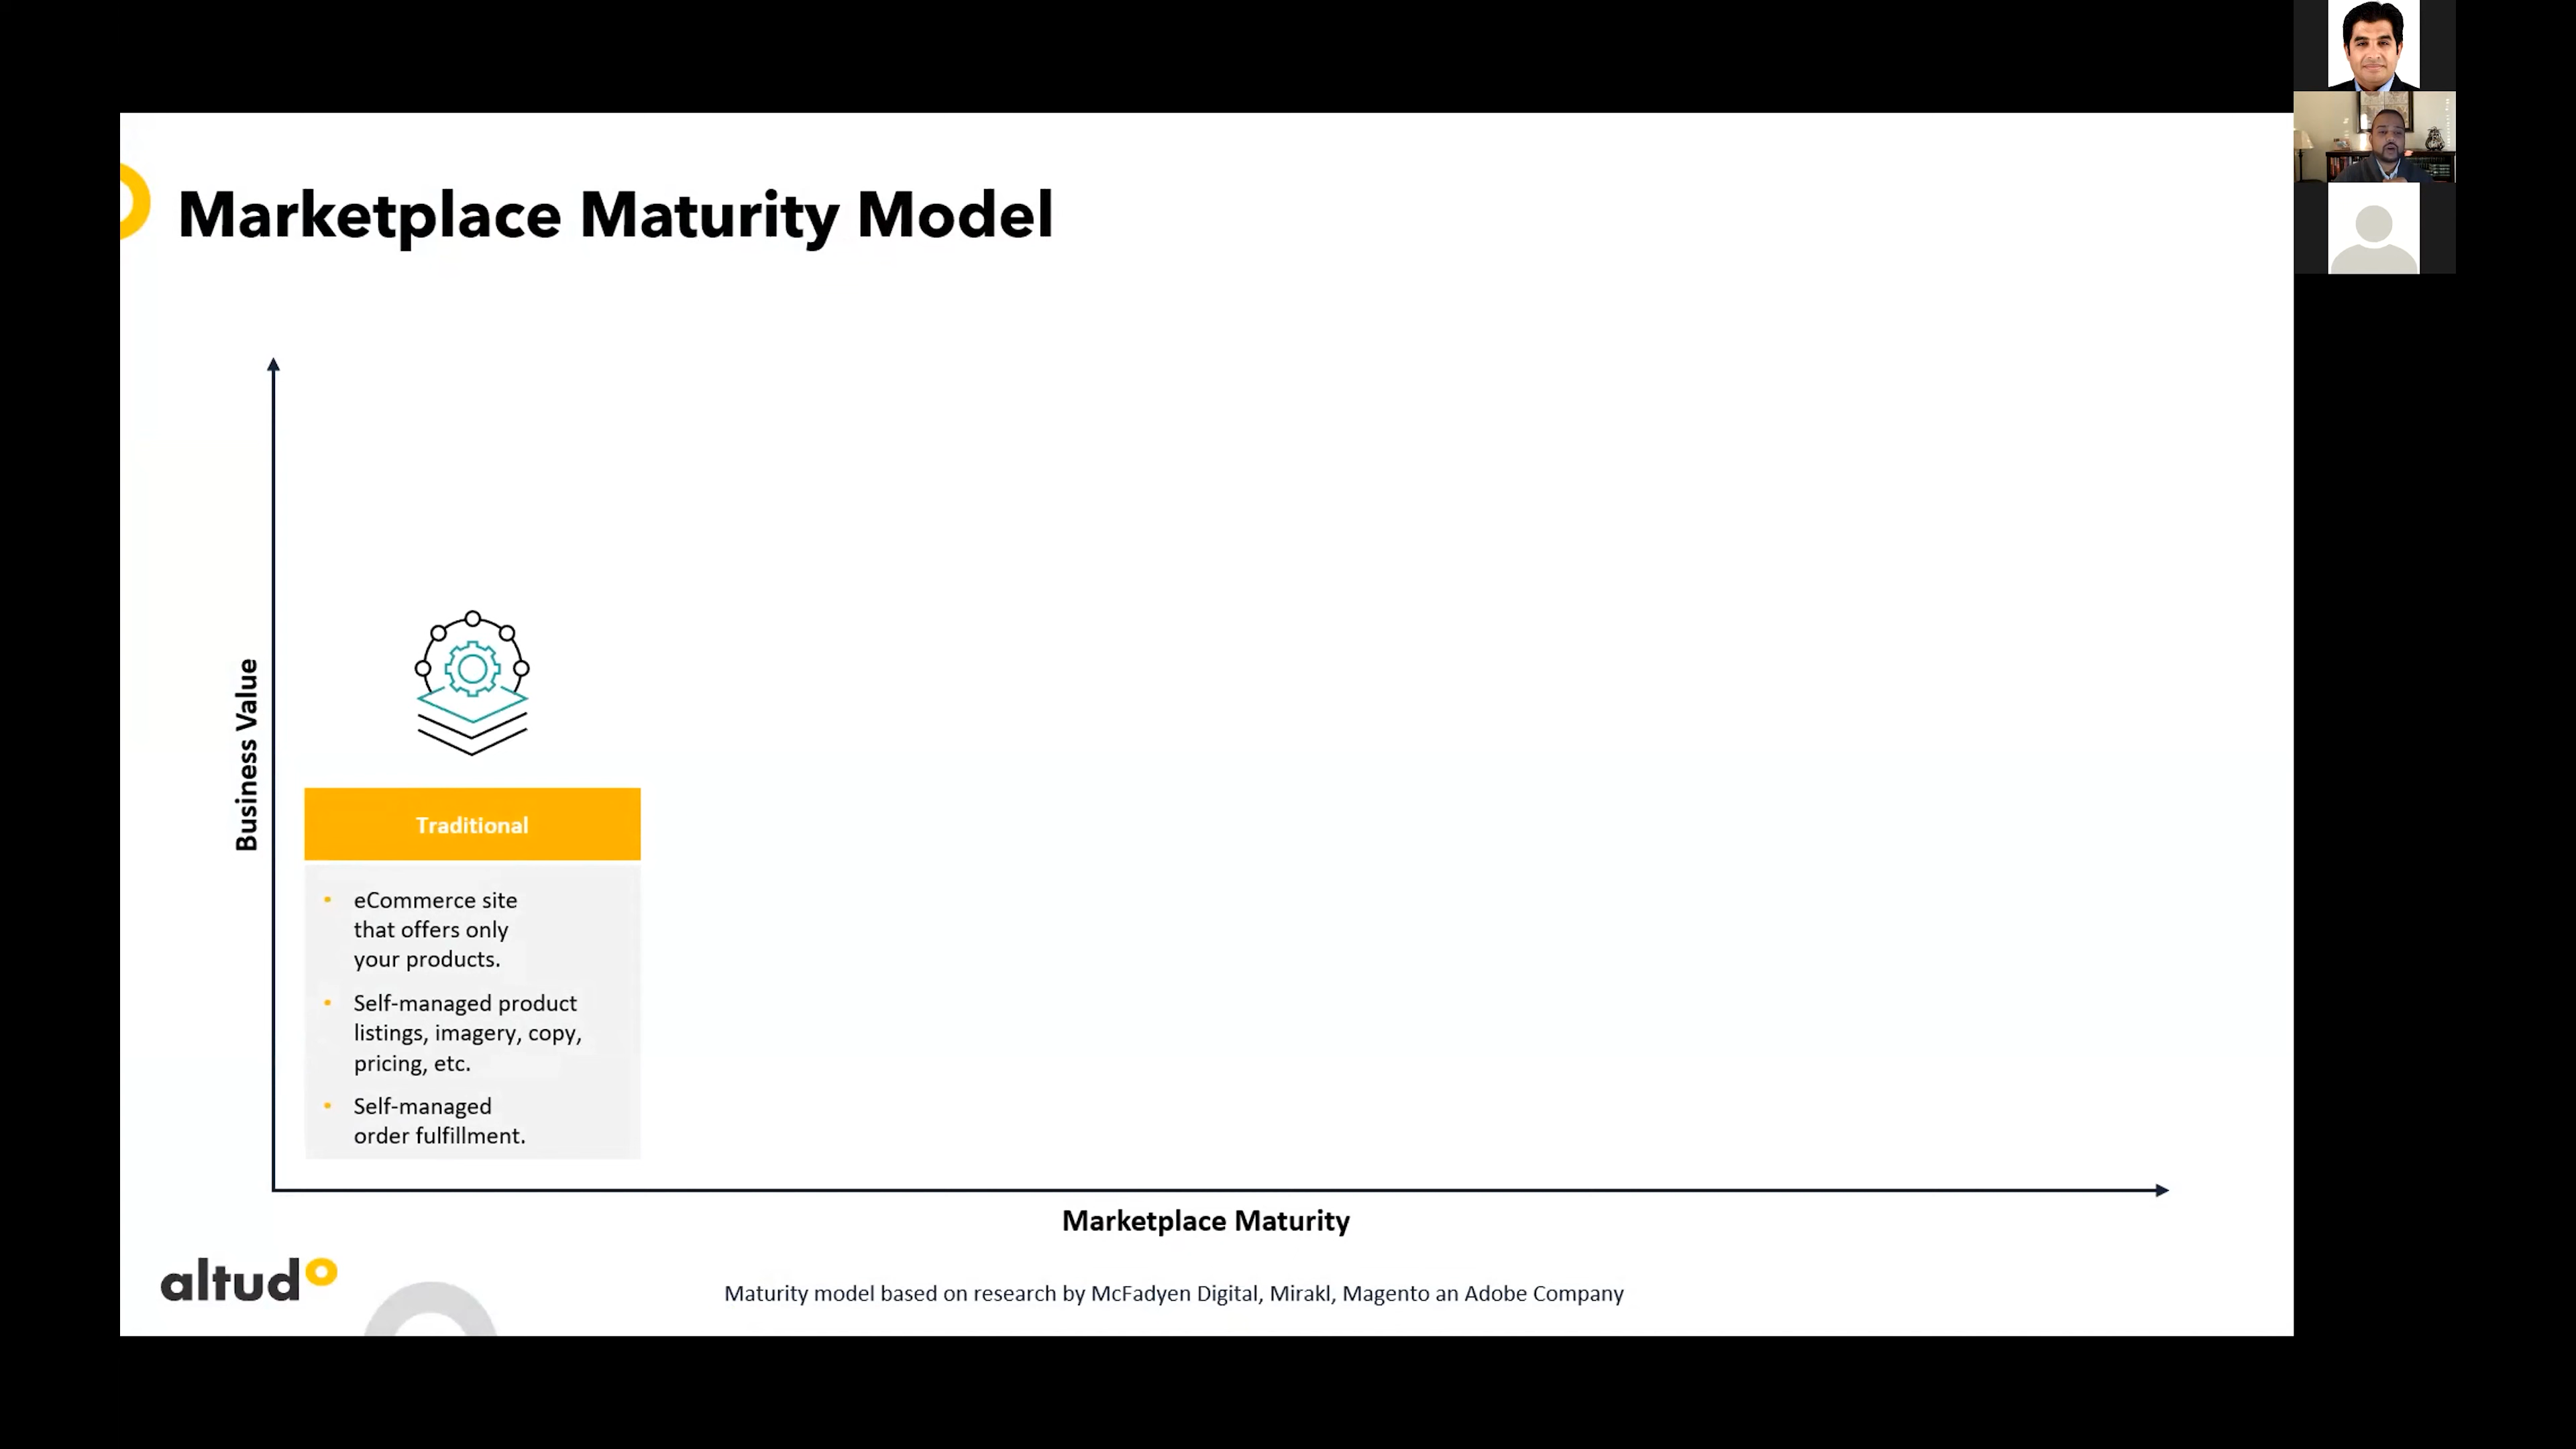 Marketplace Maturity Model
Business Value
Traditional
• eCommerce site
that offers only
your products.
• Self-managed product
listings, imagery, copy,
pricing, etc.
• Self-managed
order fulfillment.
Marketplace Maturity
altudo
Maturity model based on research by McFadyen Digital, Mirakl, Magento an Adobe Company